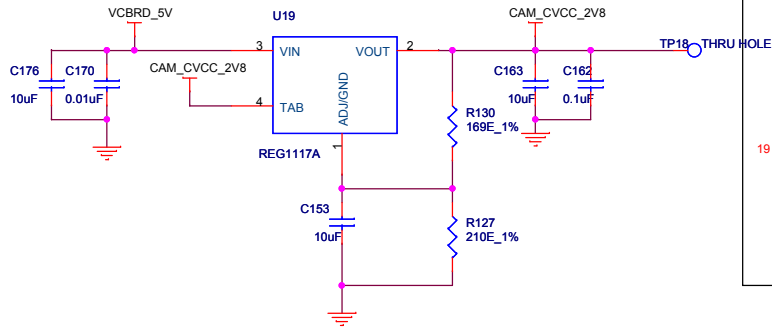 VCBRD_5V
U19
CAM_CVCC_2V8
3
VIN
VOUT
2
TP18
THRU HOLE
C176
C170
CAM_CVCC_2V8
C163
C162
10uF
0.01uF
10uF
0.1uF
4
TAB
ADJ/GND
R130
169E_1%
1
REG1117A
19
C153
10uF
R127
210E_1%